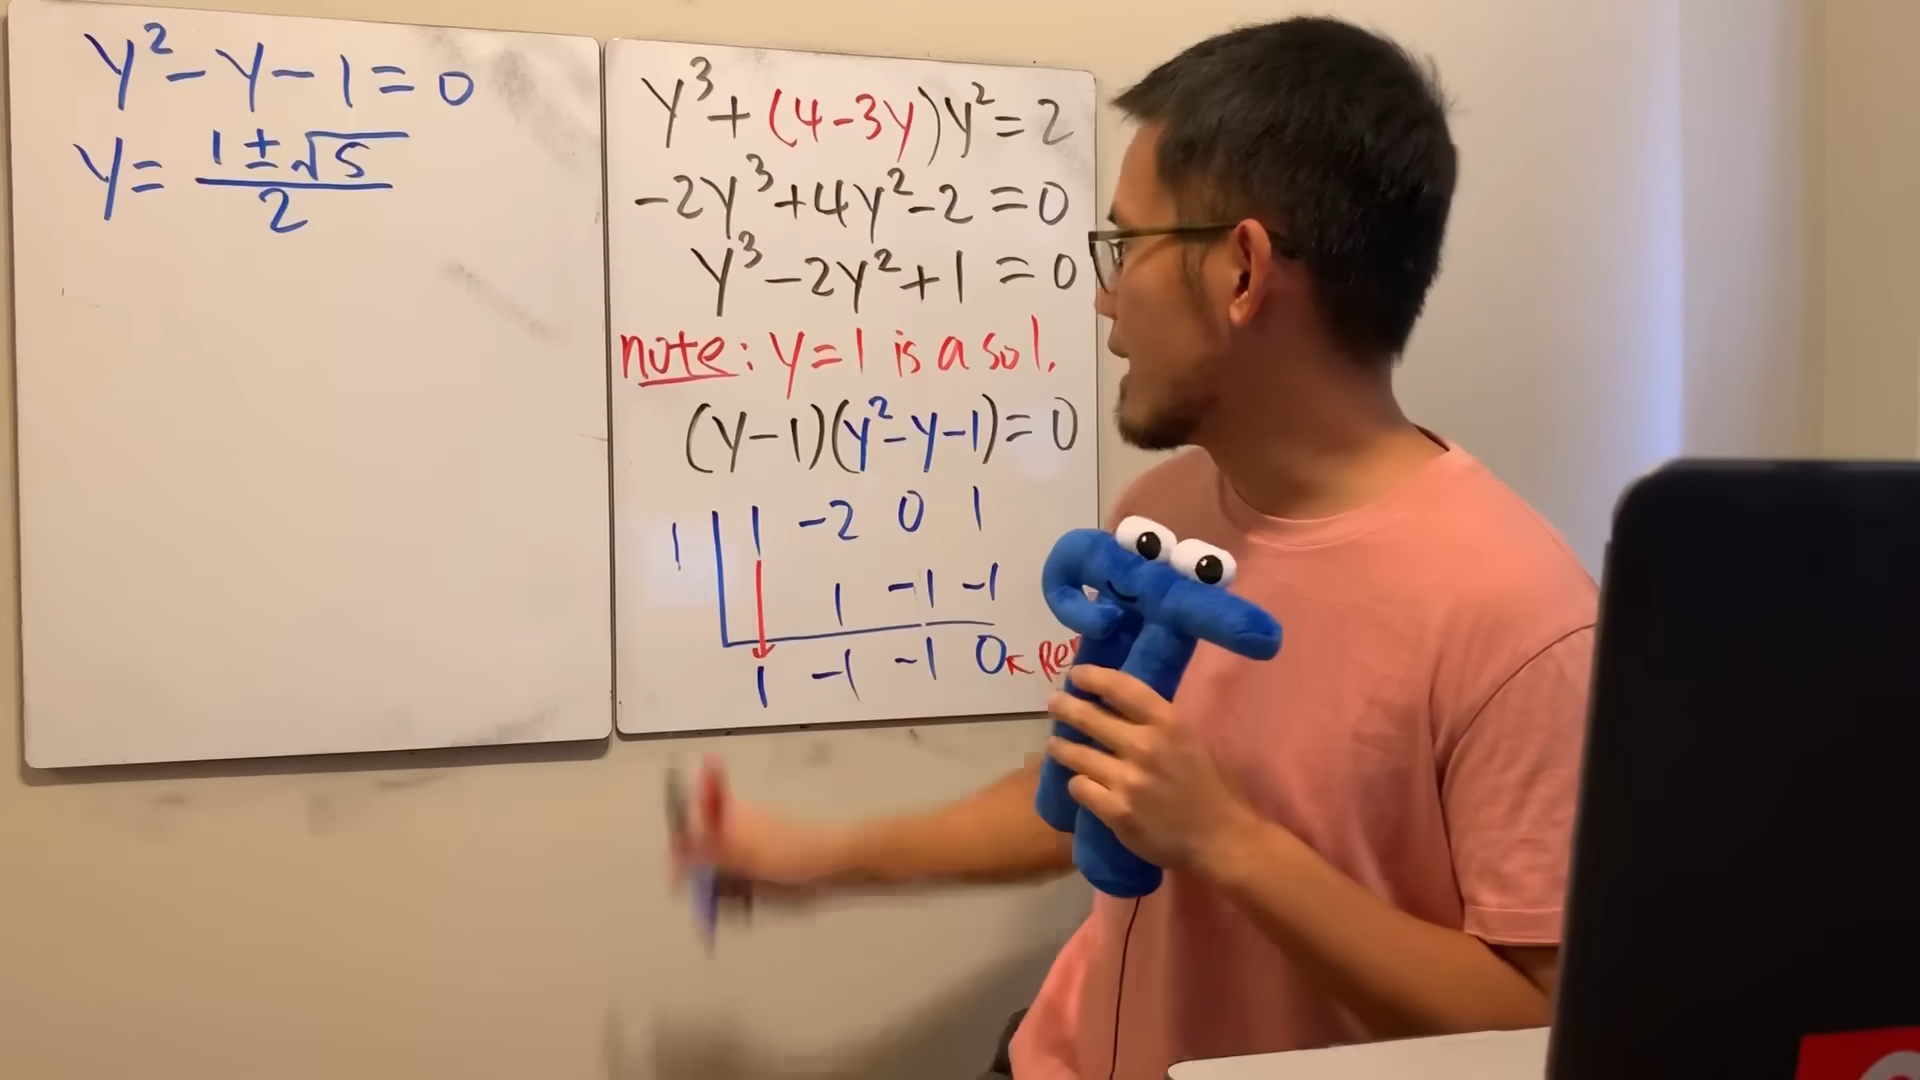 y²-y-1=0
y= (1±√5)/2
y³+(4-3y)y²=2
-2y³+4y²-2=0
y³-2y²+1=0
note: y=1 is a sol.
(y-1)(y²-y-1)=0
1 | 1 -2 0 1
1 -1 -1
1 -1 -1 0